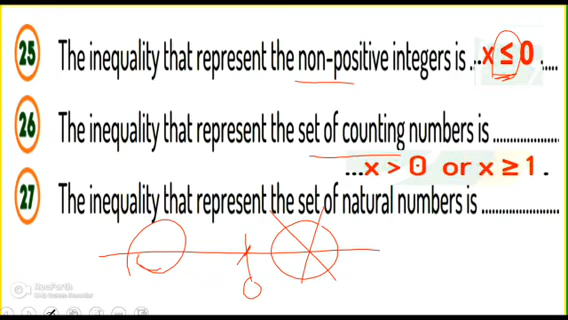 25 The inequality that represent the non-positive integers is ...x ≤ 0 .....
26 The inequality that represent the set of counting numbers is ....................
...x > 0 or x ≥ 1 .
27 The inequality that represent the set of natural numbers is .......................
0